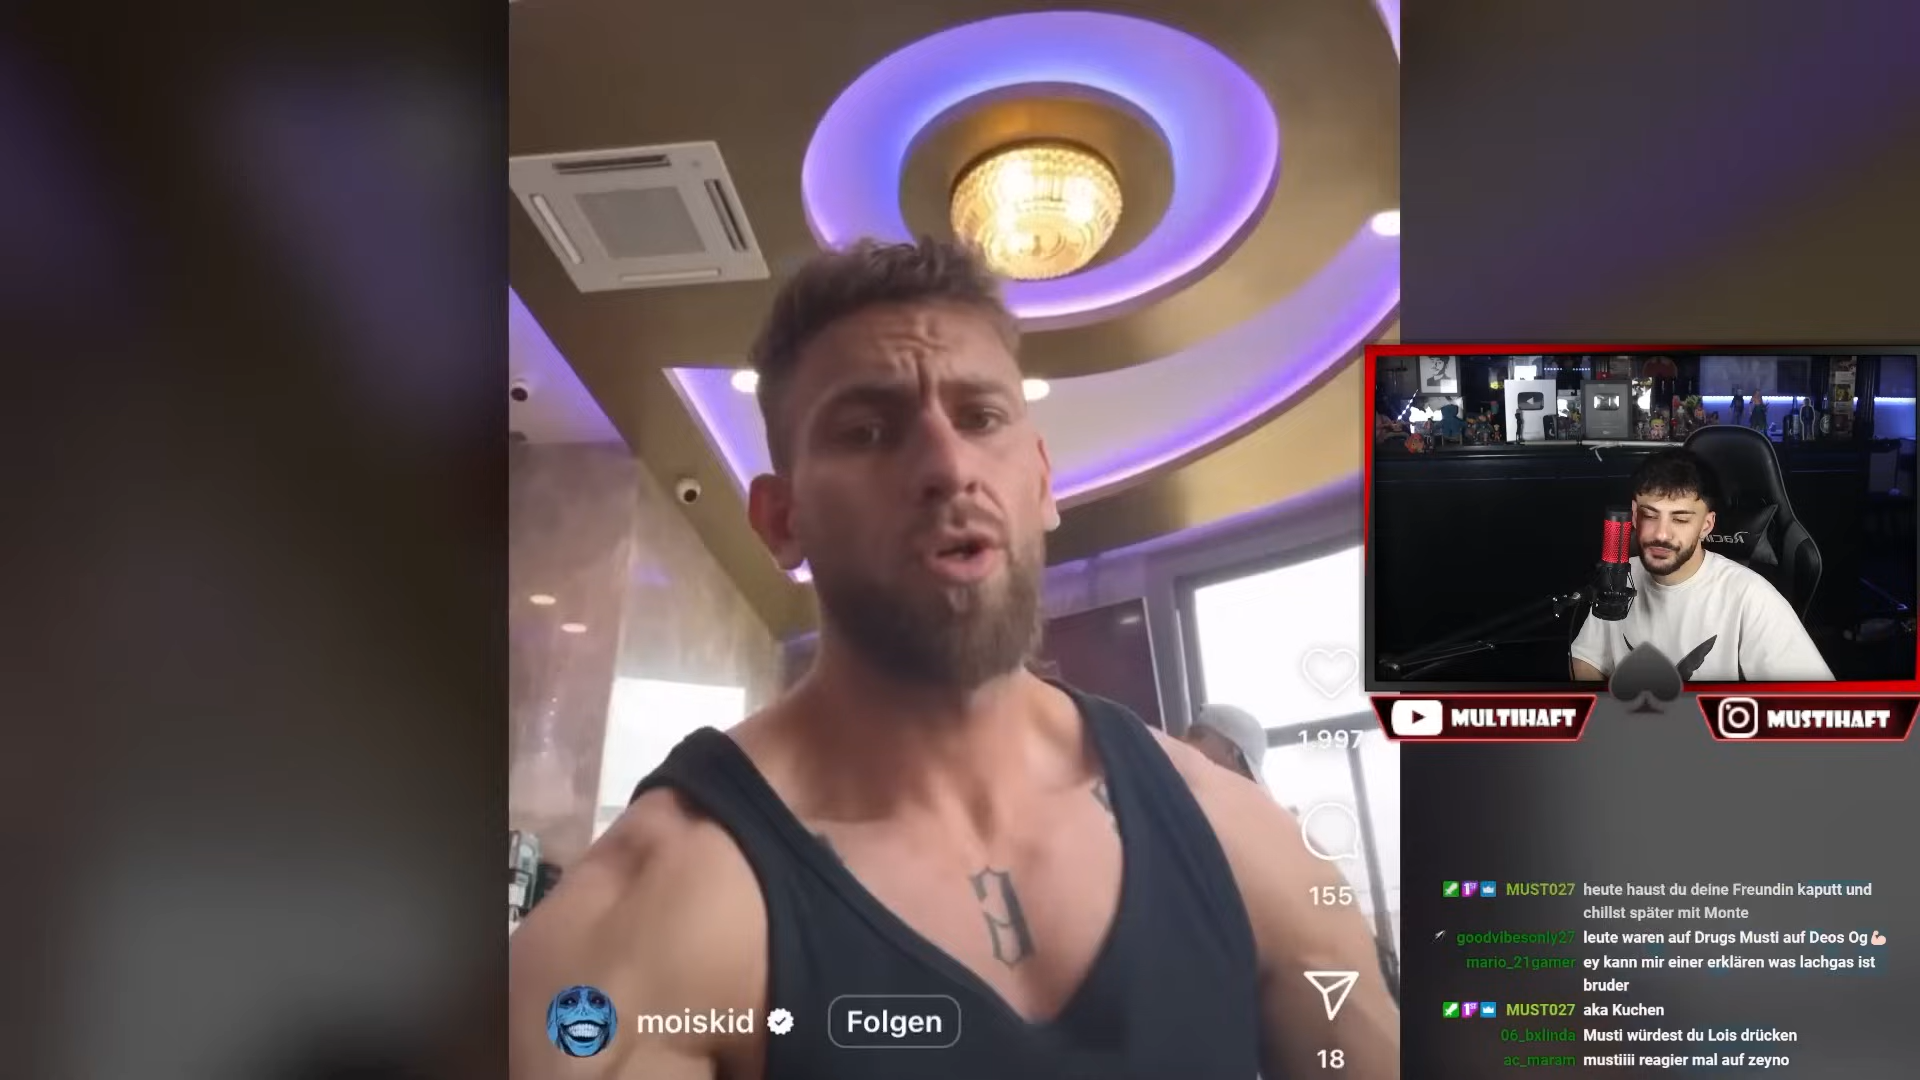 1.997
155
moiskid
Folgen
18
MULTIHAFT
MUSTIHAFT
MUST027 heute haust du deine Freundin kaputt und
chillst später mit Monte
goodvibesonly27 leute waren auf Drugs Musti auf Deos Og💪🏻
mario_21gamer ey kann mir einer erklären was lachgas ist
bruder
MUST027 aka Kuchen
06_bxlinda Musti würdest du Lois drücken
ac_maram mustiiii reagier mal auf zeyno